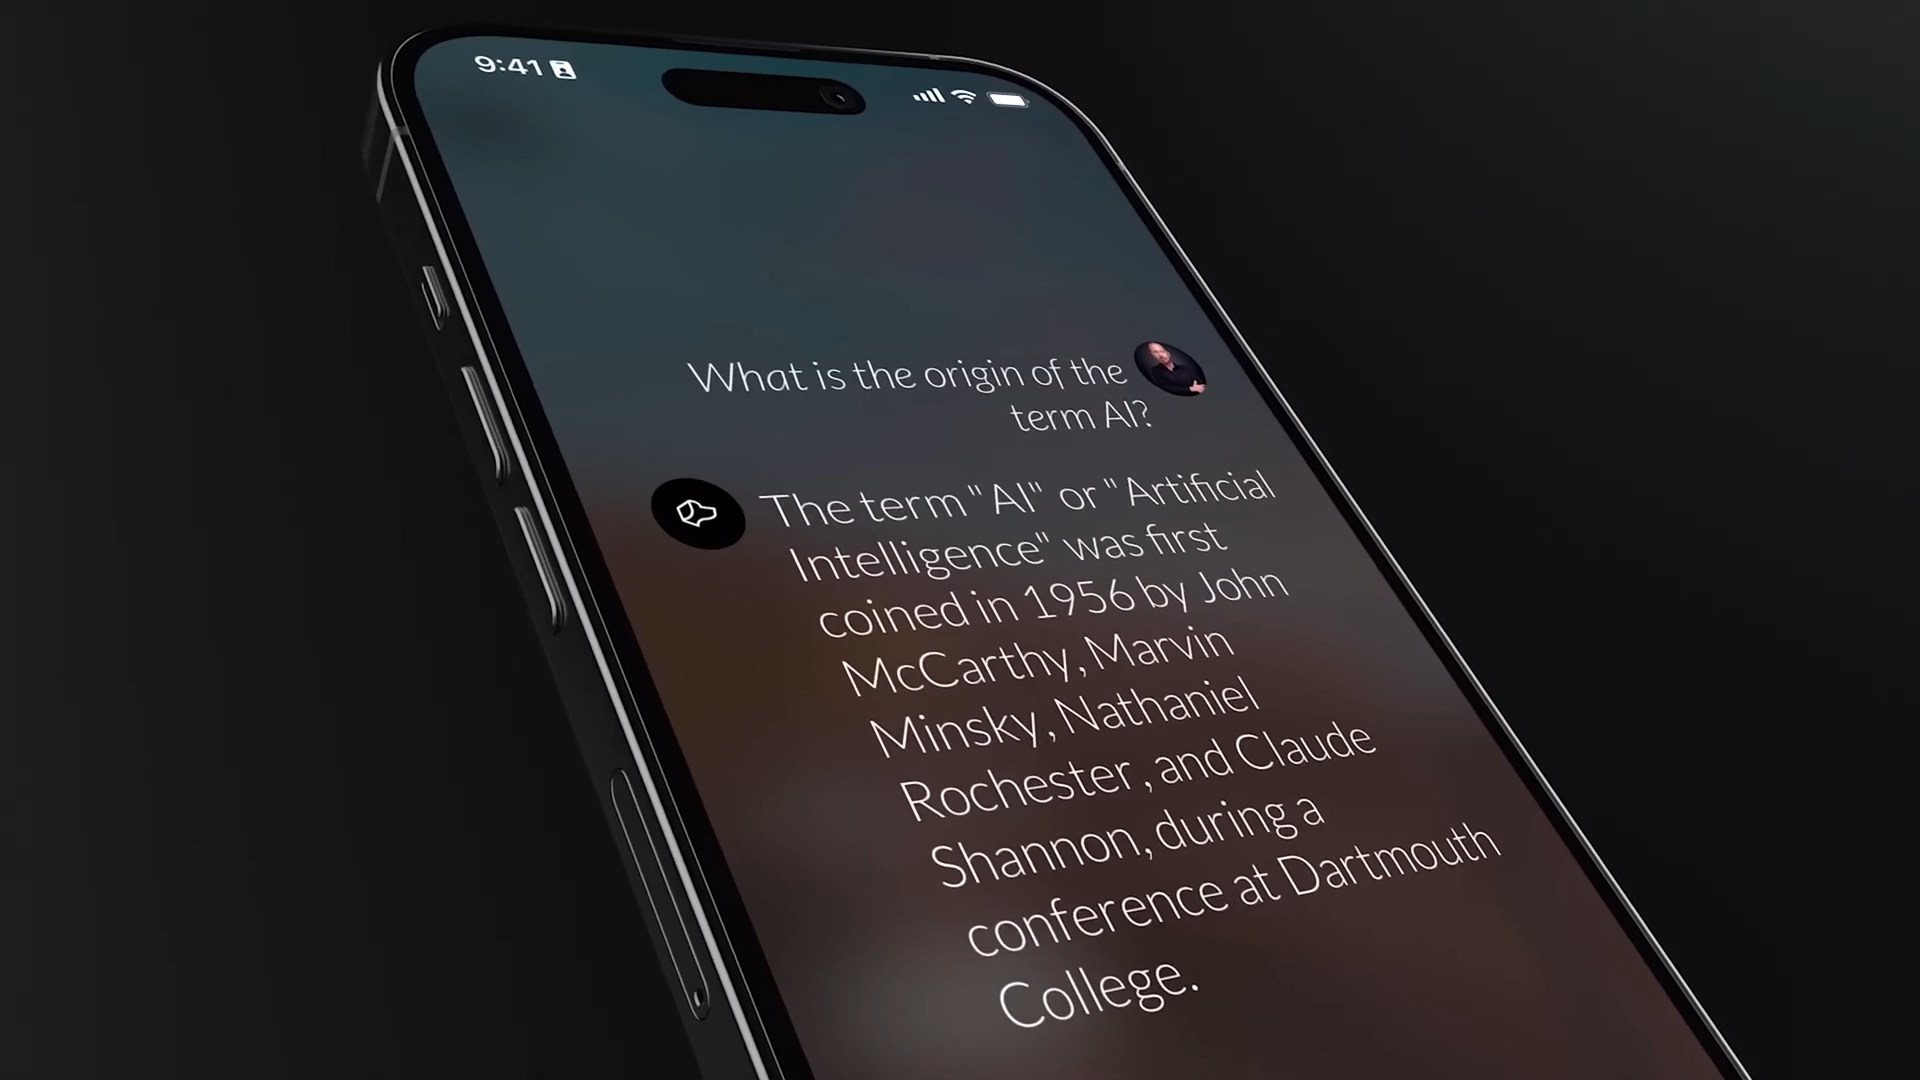 9:41
What is the origin of the
term AI?
The term "AI" or "Artificial
Intelligence" was first
coined in 1956 by John
McCarthy, Marvin
Minsky, Nathaniel
Rochester, and Claude
Shannon, during a
conference at Dartmouth
College.